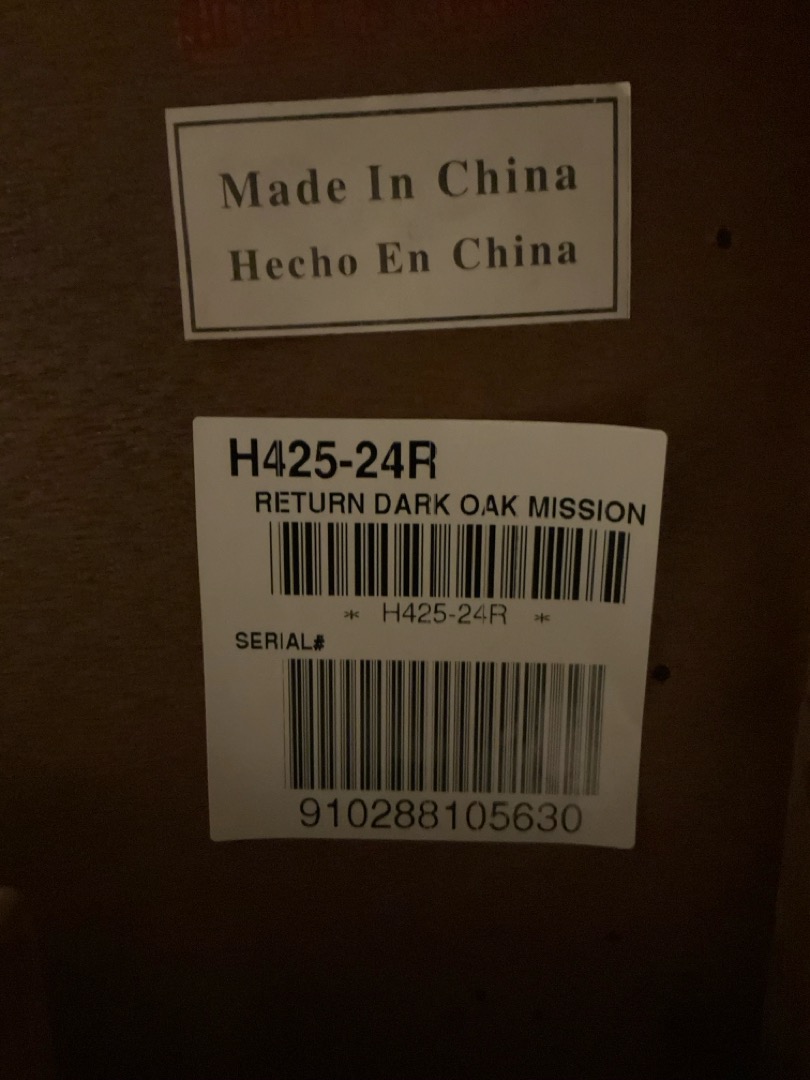 Made In China
Hecho En China
H425-24R
RETURN DARK OAK MISSION
* H425-24R *
SERIAL#
910288105630